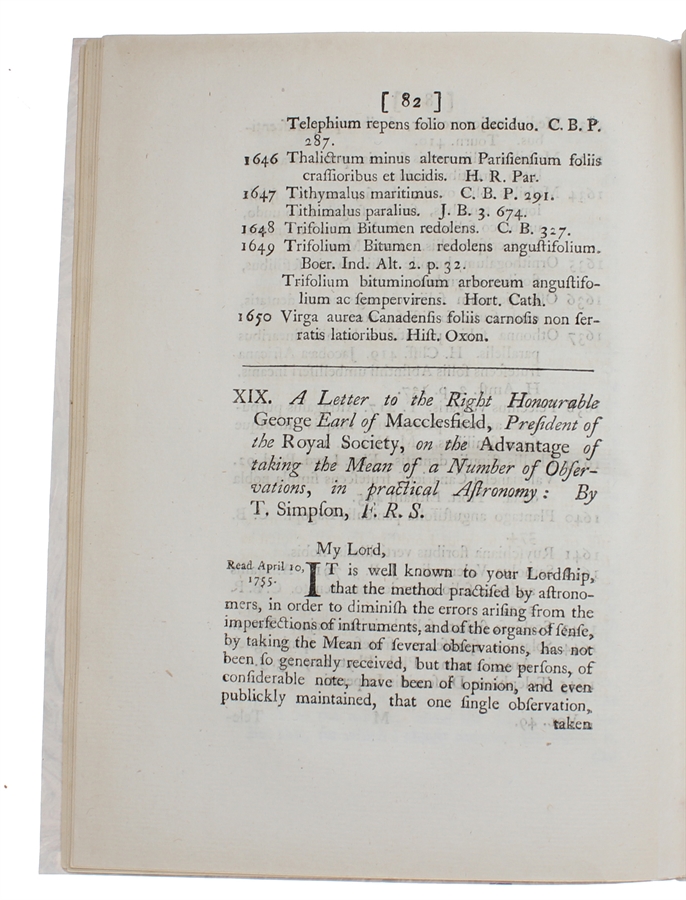 [ 82 ]
Telephium repens folio non deciduo. C. B. P.
287.
1646 Thalictrum minus alterum Pariſienſium foliis
craſſioribus et lucidis. H. R. Par.
1647 Tithymalus maritimus. C. B. P. 291.
Tithimalus paralius. J. B. 3. 674.
1648 Trifolium Bitumen redolens. C. B. 327.
1649 Trifolium Bitumen redolens anguſtifolium.
Boer. Ind. Alt. 2. p. 32.
Trifolium bituminoſum arboreum anguſtifo-
lium ac ſempervirens. Hort. Cath.
1650 Virga aurea Canadenſis foliis carnoſis non ſer-
ratis latioribus. Hiſt. Oxon.
XIX. A Letter to the Right Honourable
George Earl of Macclesfield, Preſident of
the Royal Society, on the Advantage of
taking the Mean of a Number of Obſer-
vations, in practical Aſtronomy: By
T. Simpſon, F. R. S.
My Lord,
Read April 10,
1755.
IT is well known to your Lordſhip,
that the method practiſed by aſtrono-
mers, in order to diminiſh the errors ariſing from the
imperfections of inſtruments, and of the organs of ſenſe,
by taking the Mean of ſeveral obſervations, has not
been ſo generally received, but that ſome perſons, of
conſiderable note, have been of opinion, and even
publickly maintained, that one ſingle obſervation,
taken